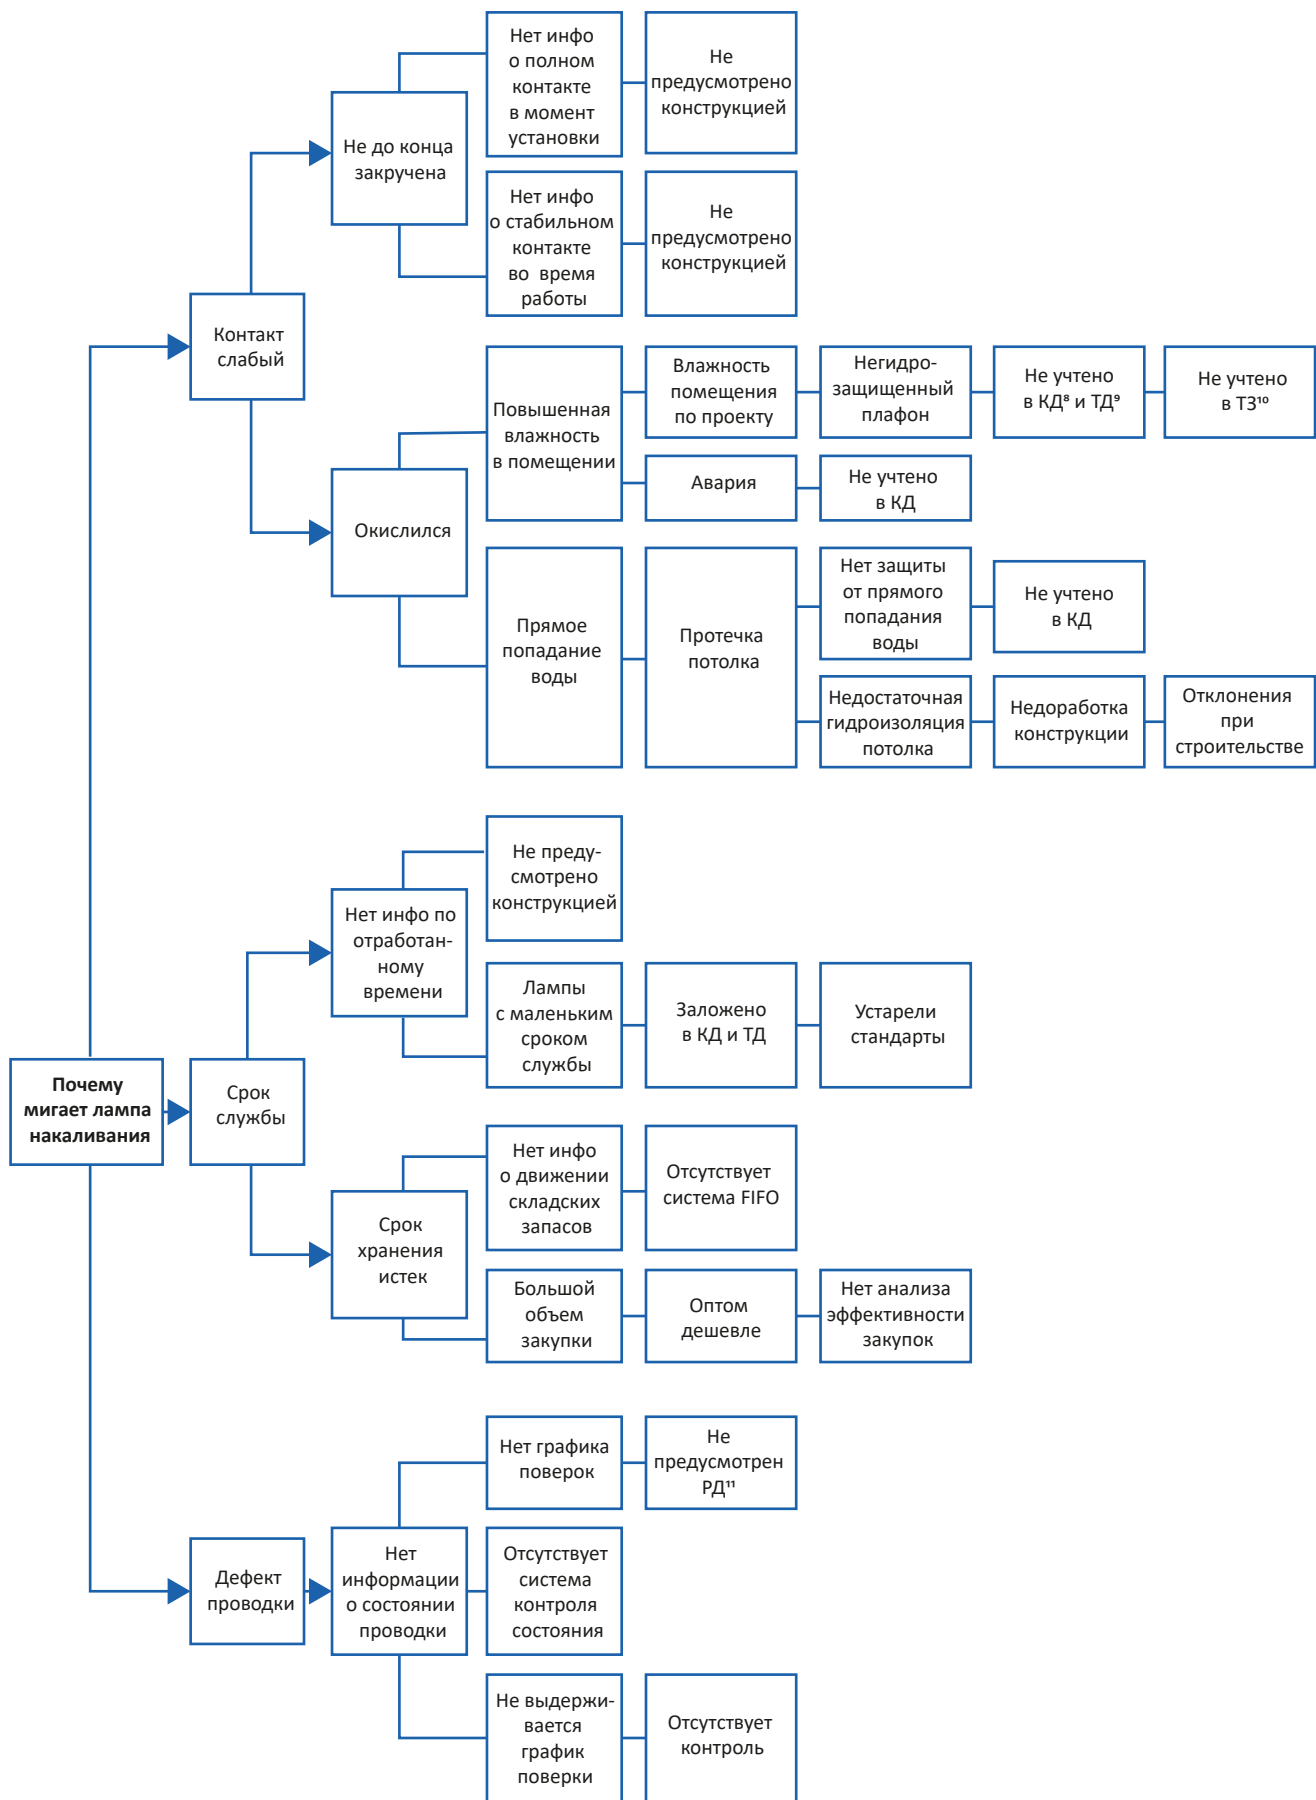 Нет инфо
о полном
контакте
в момент
установки
Не
предусмотрено
конструкцией
Не до конца
закручена
Нет инфо
о стабильном
контакте
во время
работы
Не
предусмотрено
конструкцией
Контакт
слабый
Повышенная
влажность
в помещении
Влажность
помещения
по проекту
Негидро-
защищенный
плафон
Не учтено
в КД⁸ и ТД⁹
Не учтено
в ТЗ¹⁰
Авария
Не учтено
в КД
Окислился
Прямое
попадание
воды
Протечка
потолка
Нет защиты
от прямого
попадания
воды
Не учтено
в КД
Недостаточная
гидроизоляция
потолка
Недоработка
конструкции
Отклонения
при
строительстве
Не преду-
смотрено
конструкцией
Нет инфо по
отработан-
ному
времени
Лампы
с маленьким
сроком
службы
Заложено
в КД и ТД
Устарели
стандарты
Почему
мигает лампа
накаливания
Срок
службы
Нет инфо
о движении
складских
запасов
Отсутствует
система FIFO
Срок
хранения
истек
Большой
объем
закупки
Оптом
дешевле
Нет анализа
эффективности
закупок
Нет графика
поверок
Не
предусмотрен
РД¹¹
Дефект
проводки
Нет
информации
о состоянии
проводки
Отсутствует
система
контроля
состояния
Не выдержи-
вается
график
поверки
Отсутствует
контроль